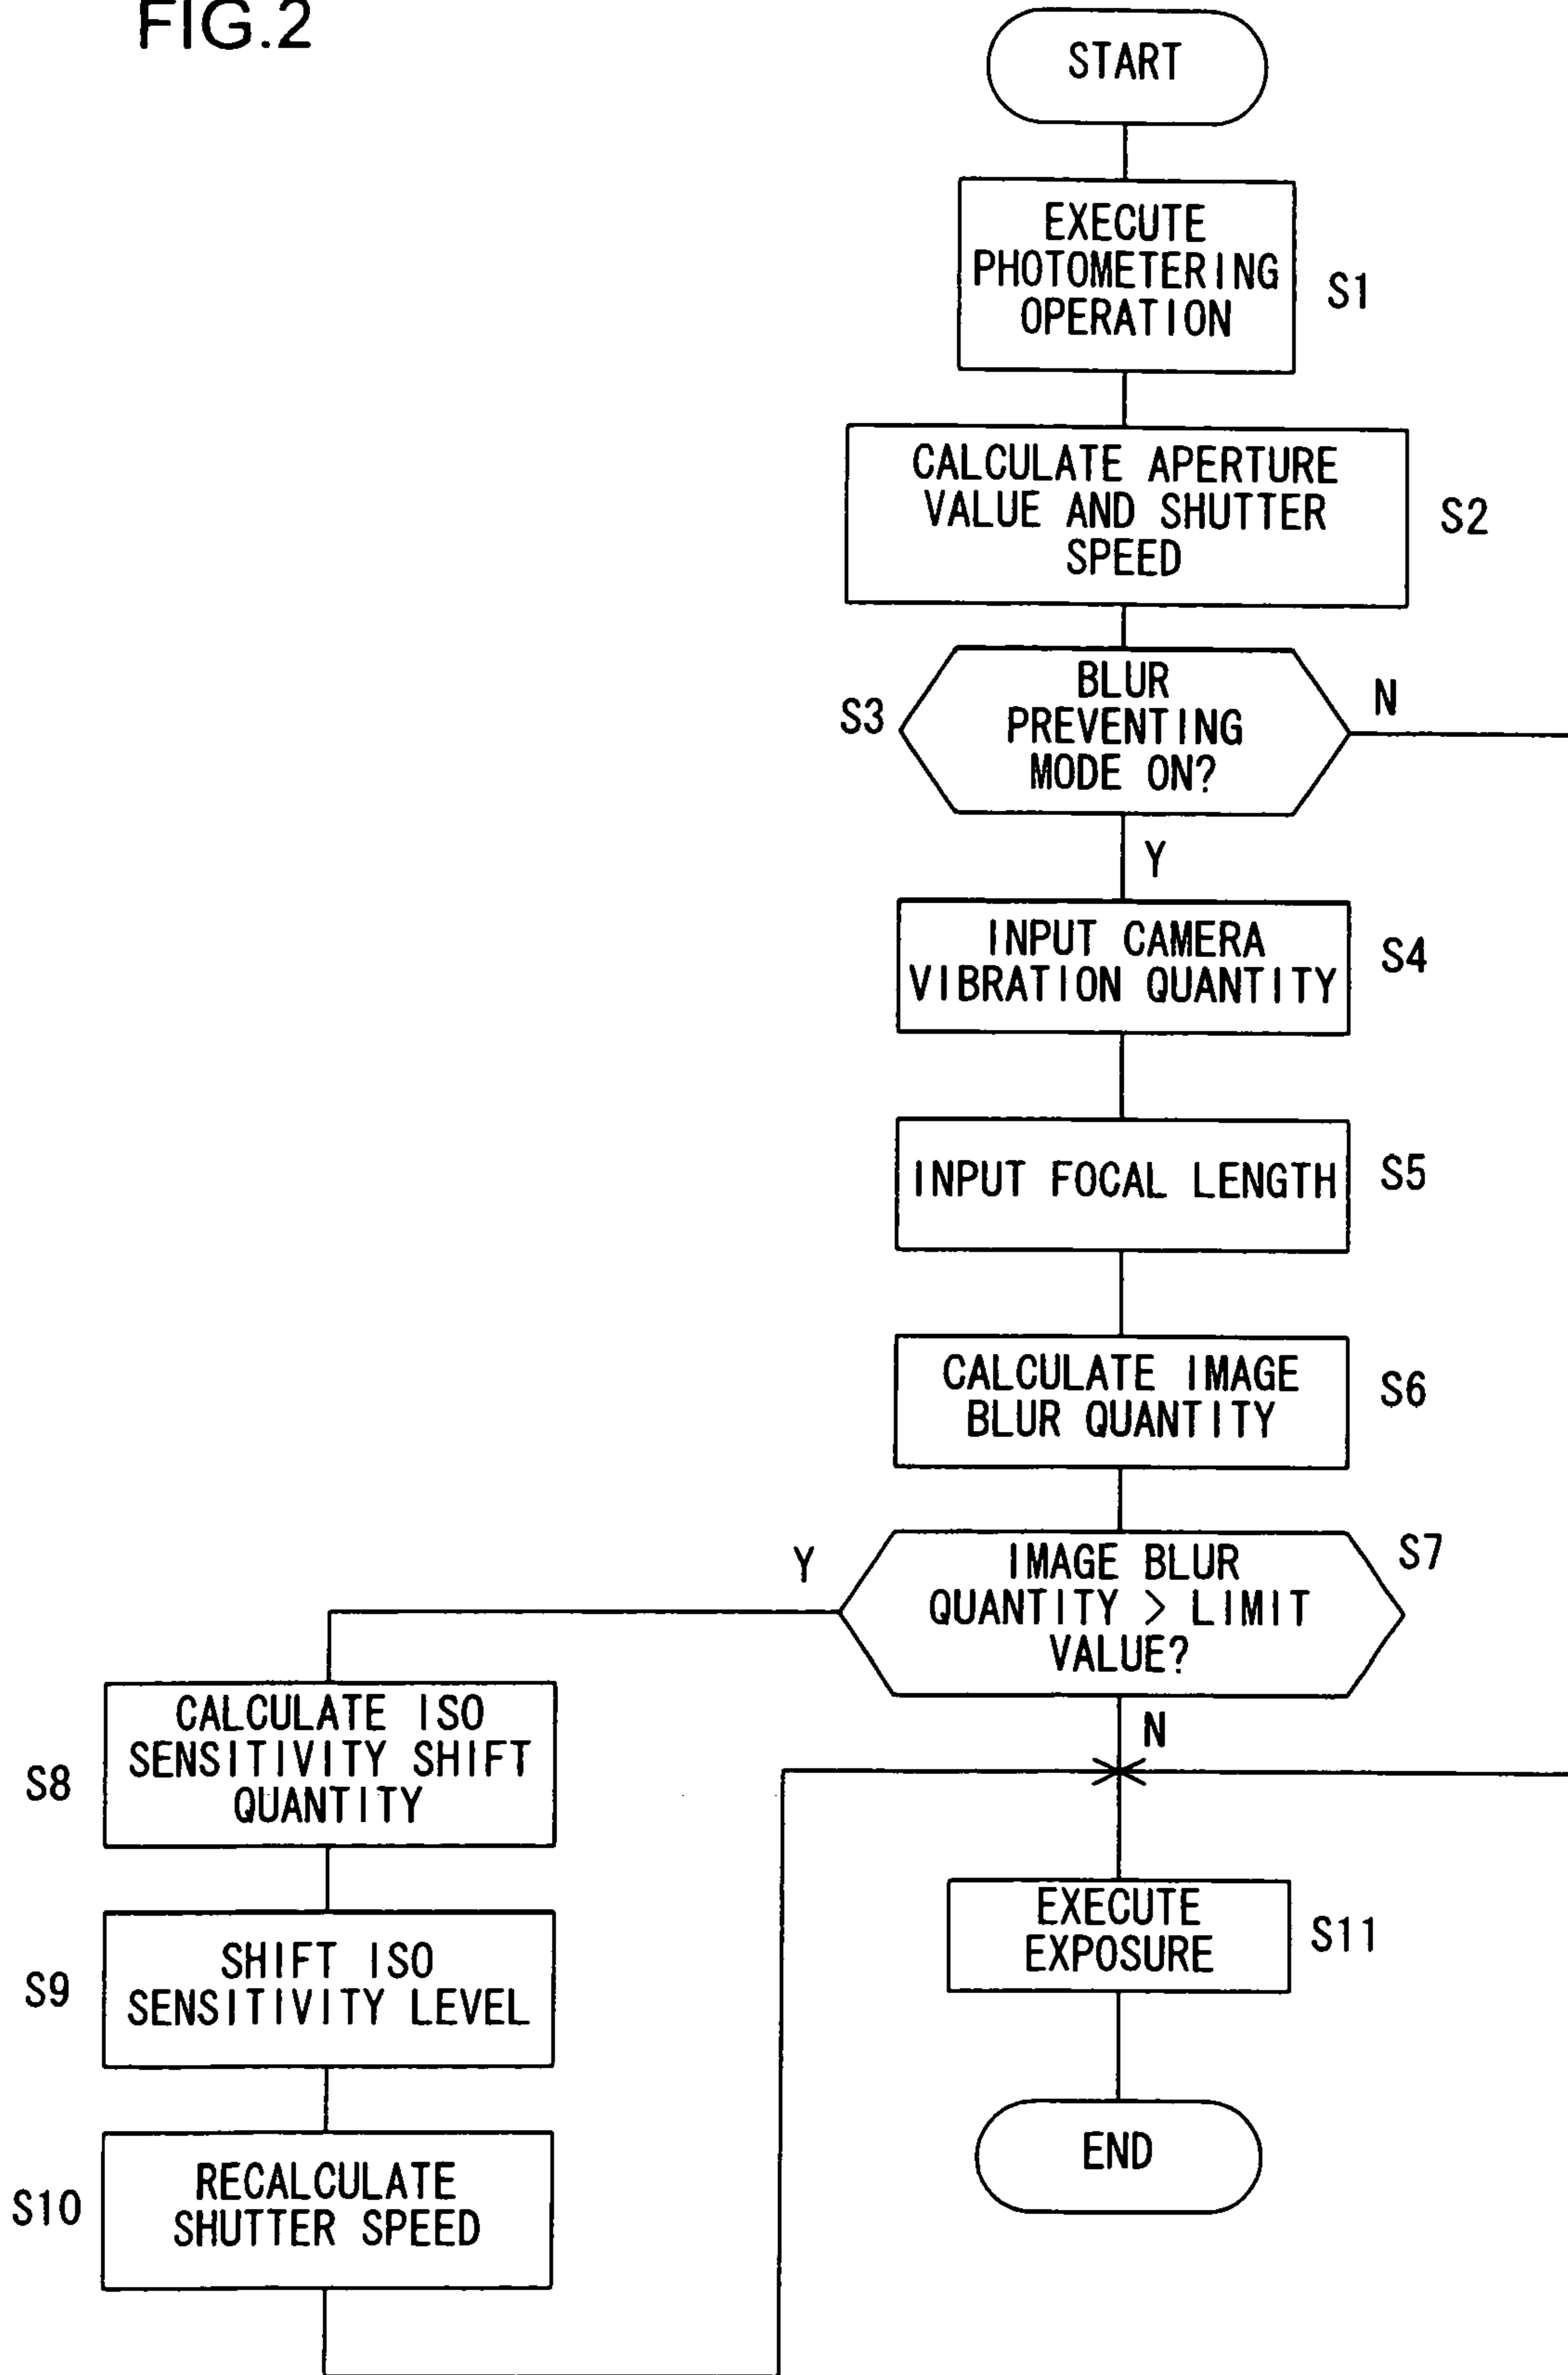 FIG.2
START
EXECUTE
PHOTOMETERING
OPERATION
S1
CALCULATE APERTURE
VALUE AND SHUTTER
SPEED
S2
BLUR
PREVENTING
MODE ON?
S3
N
Y
INPUT CAMERA
VIBRATION QUANTITY
S4
INPUT FOCAL LENGTH
S5
CALCULATE IMAGE
BLUR QUANTITY
S6
IMAGE BLUR
QUANTITY > LIMIT
VALUE?
S7
Y
N
CALCULATE ISO
SENSITIVITY SHIFT
QUANTITY
S8
SHIFT ISO
SENSITIVITY LEVEL
S9
RECALCULATE
SHUTTER SPEED
S10
EXECUTE
EXPOSURE
S11
END